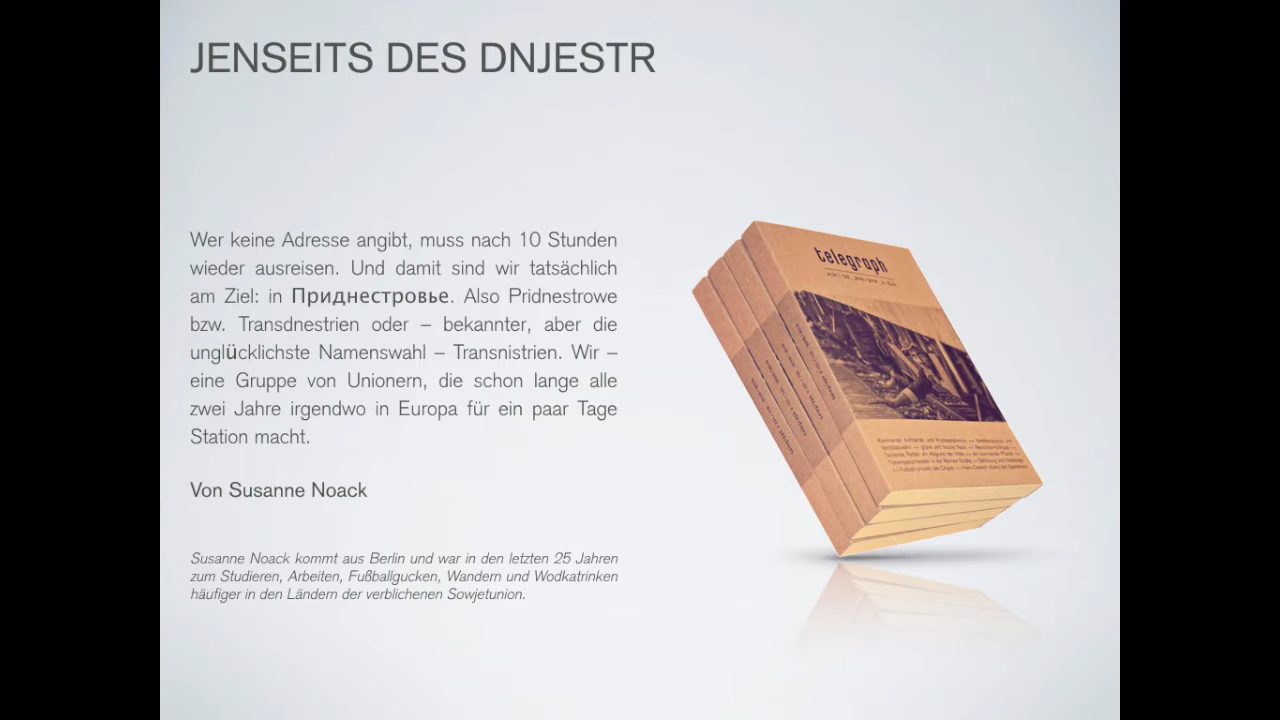 JENSEITS DES DNJESTR
Wer keine Adresse angibt, muss nach 10 Stunden
wieder ausreisen. Und damit sind wir tatsächlich
am Ziel: in Приднестровье. Also Pridnestrowe
bzw. Transdnestrien oder – bekannter, aber die
unglücklichste Namenswahl – Transnistrien. Wir –
eine Gruppe von Unionern, die schon lange alle
zwei Jahre irgendwo in Europa für ein paar Tage
Station macht.
Von Susanne Noack
Susanne Noack kommt aus Berlin und war in den letzten 25 Jahren
zum Studieren, Arbeiten, Fußballgucken, Wandern und Wodkatrinken
häufiger in den Ländern der verblichenen Sowjetunion.
telegraph